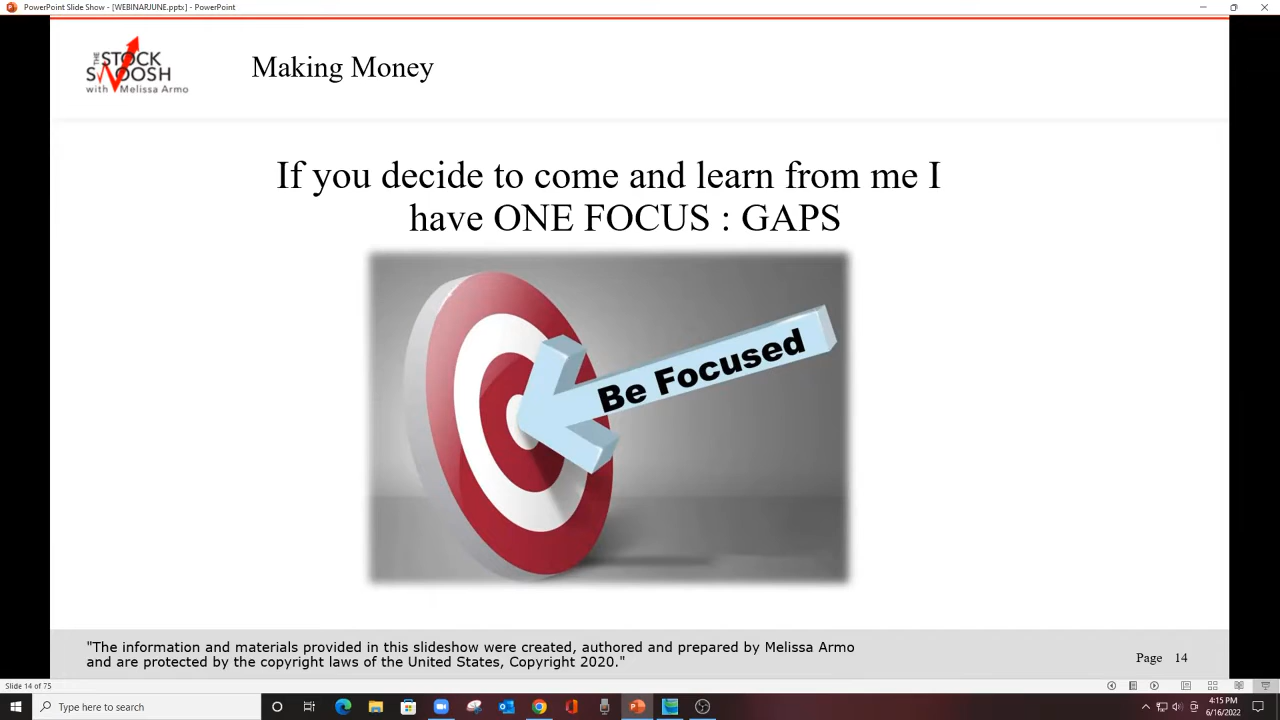 PowerPoint Slide Show - [WEBINARJUNE.pptx] - PowerPoint
THE
STOCK
SWOOSH
with Melissa Armo
Making Money
If you decide to come and learn from me I
have ONE FOCUS : GAPS
Be Focused
"The information and materials provided in this slideshow were created, authored and prepared by Melissa Armo
and are protected by the copyright laws of the United States, Copyright 2020."
Page 14
Slide 14 of 75
Type here to search
4:15 PM
6/16/2022